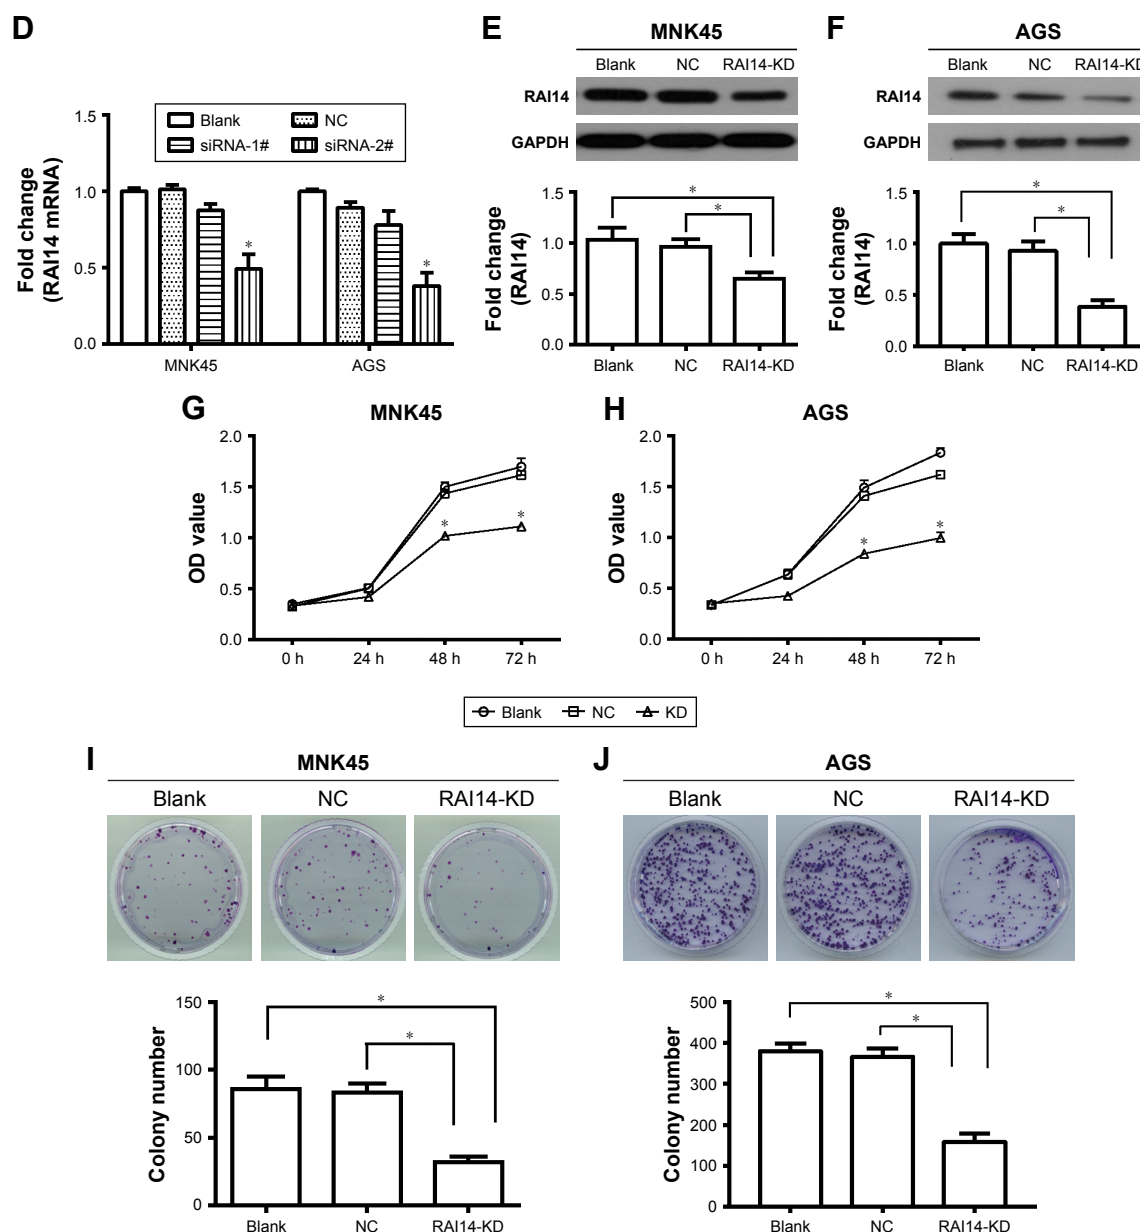 D
Fold change
(RAI14 mRNA)
1.5
1.0
0.5
0.0
Blank
NC
siRNA-1#
siRNA-2#
*
*
MNK45
AGS
E
MNK45
Blank NC RAI14-KD
RAI14
GAPDH
Fold change
(RAI14)
1.5
1.0
0.5
0.0
*
*
Blank NC RAI14-KD
F
AGS
Blank NC RAI14-KD
RAI14
GAPDH
Fold change
(RAI14)
1.5
1.0
0.5
0.0
*
*
Blank NC RAI14-KD
G
MNK45
OD value
2.0
1.5
1.0
0.5
0.0
* *
0 h 24 h 48 h 72 h
H
AGS
OD value
2.0
1.5
1.0
0.5
0.0
* *
0 h 24 h 48 h 72 h
Blank NC KD
I
MNK45
Blank NC RAI14-KD
Colony number
150
100
50
0
*
*
Blank NC RAI14-KD
J
AGS
Blank NC RAI14-KD
Colony number
500
400
300
200
100
0
*
*
Blank NC RAI14-KD